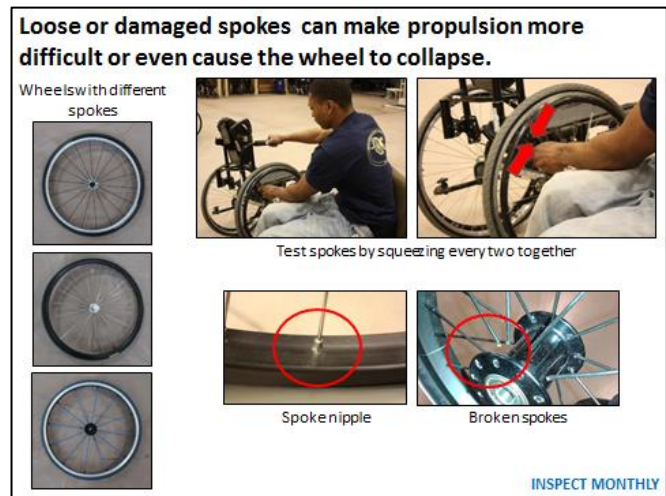 Loose or damaged spokes can make propulsion more
difficult or even cause the wheel to collapse.
Wheels with different
spokes
Test spokes by squeezing every two together
Spoke nipple
Broken spokes
INSPECT MONTHLY